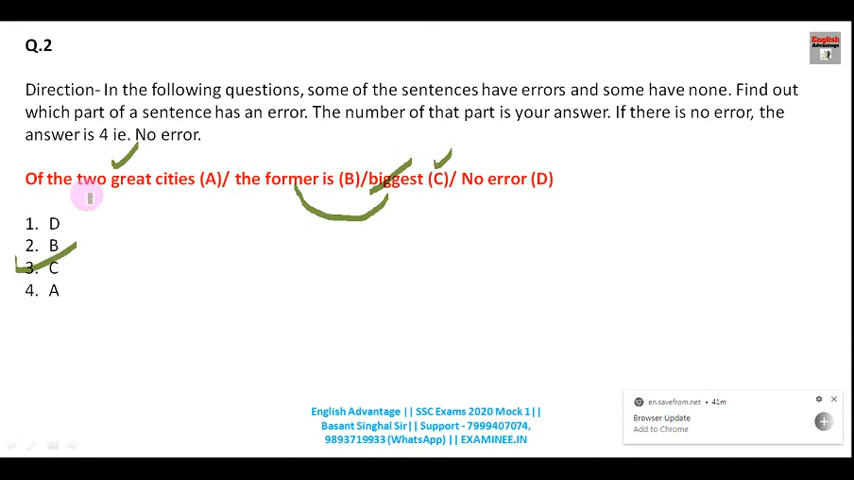 Q.2
English
Advantage
Direction- In the following questions, some of the sentences have errors and some have none. Find out
which part of a sentence has an error. The number of that part is your answer. If there is no error, the
answer is 4 ie. No error.
Of the two great cities (A)/ the former is (B)/biggest (C)/ No error (D)
1. D
2. B
3. C
4. A
English Advantage || SSC Exams 2020 Mock 1||
Basant Singhal Sir|| Support - 7999407074,
9893719933 (WhatsApp) || EXAMINEE.IN
en.savefrom.net • 41m
Browser Update
Add to Chrome